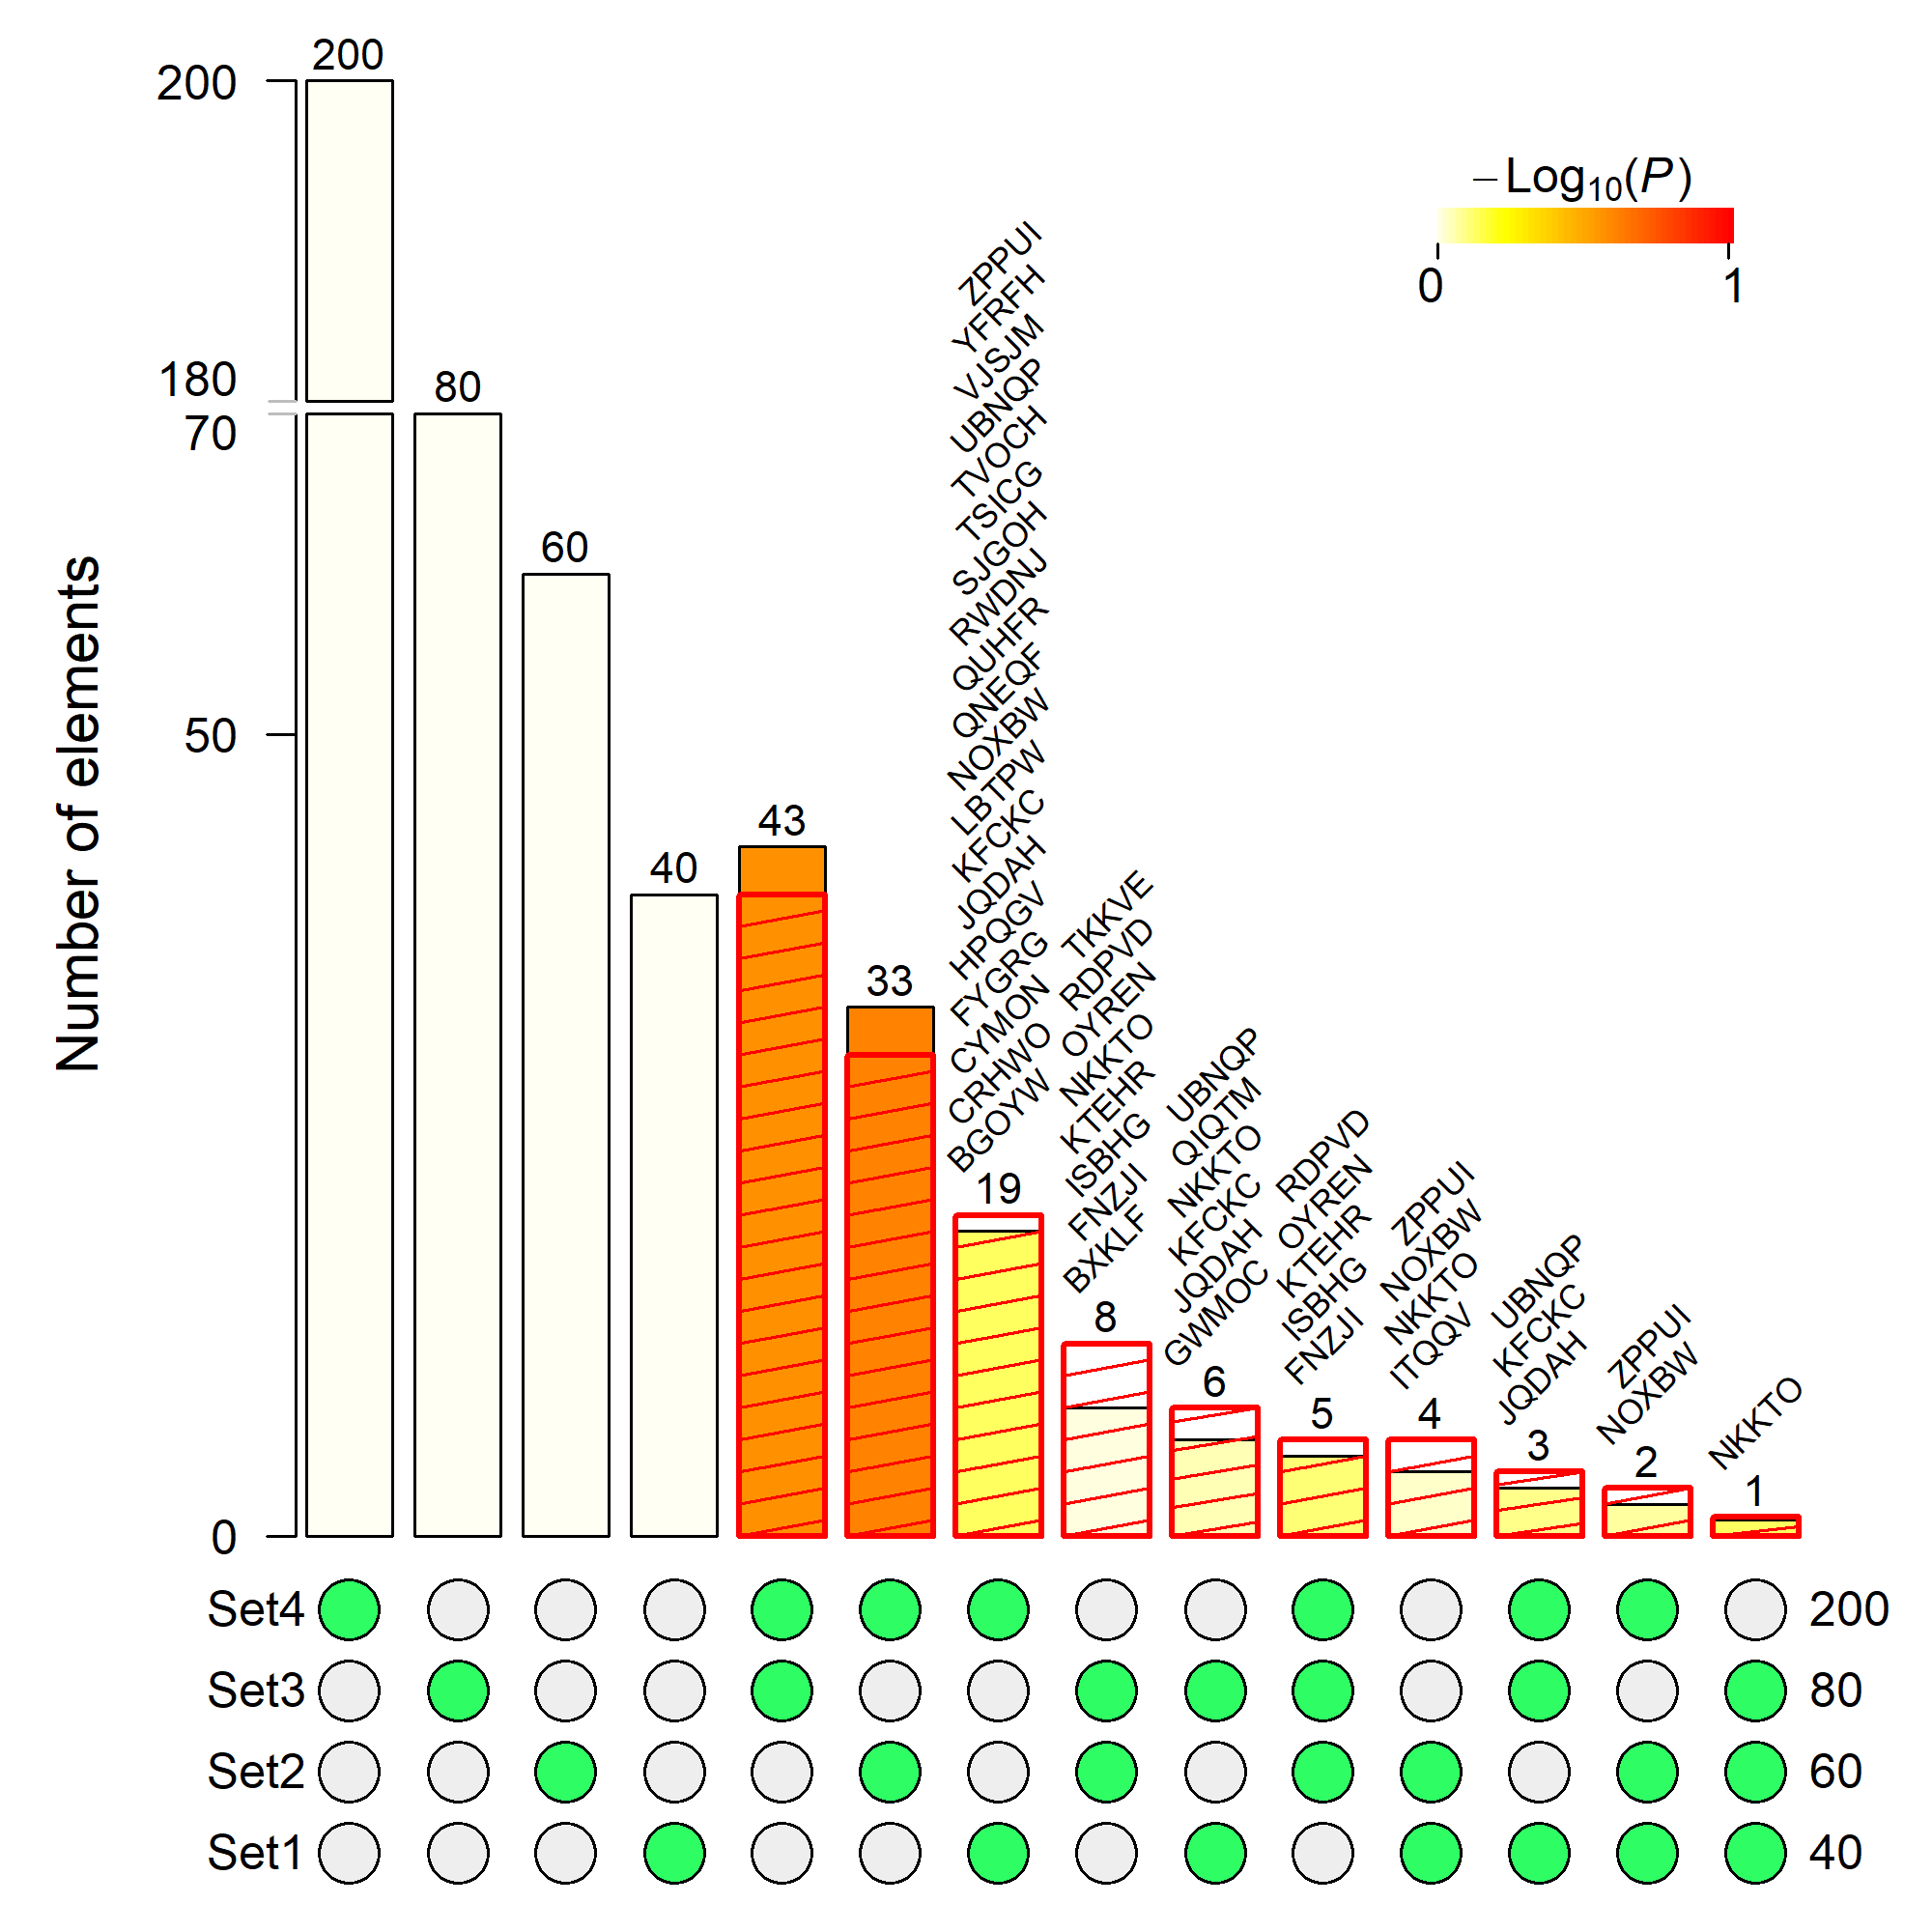 Number of elements
200
180
70
50
0
−Log10(P)
0
1
200
80
60
40
43
33
ZPPUI
YFRFH
VJSJM
UBNQP
TVOCH
TSICG
SJGOH
RWDNJ
QUHFR
QNEQF
NOXBW
LBTPW
KFCKC
JQDAH
HPQGV
FYGRG
CYMON
CRHWO
BGOYW
19
TKKVE
RDPVD
OYREN
NKKTO
KTEHR
ISBHG
FNZJI
BXKLF
8
UBNQP
QIQTM
NKKTO
KFCKC
JQDAH
GWMOC
6
RDPVD
OYREN
KTEHR
ISBHG
FNZJI
5
ZPPUI
NOXBW
NKKTO
ITQQV
4
UBNQP
KFCKC
JQDAH
3
ZPPUI
NOXBW
2
NKKTO
1
Set4 200
Set3 80
Set2 60
Set1 40